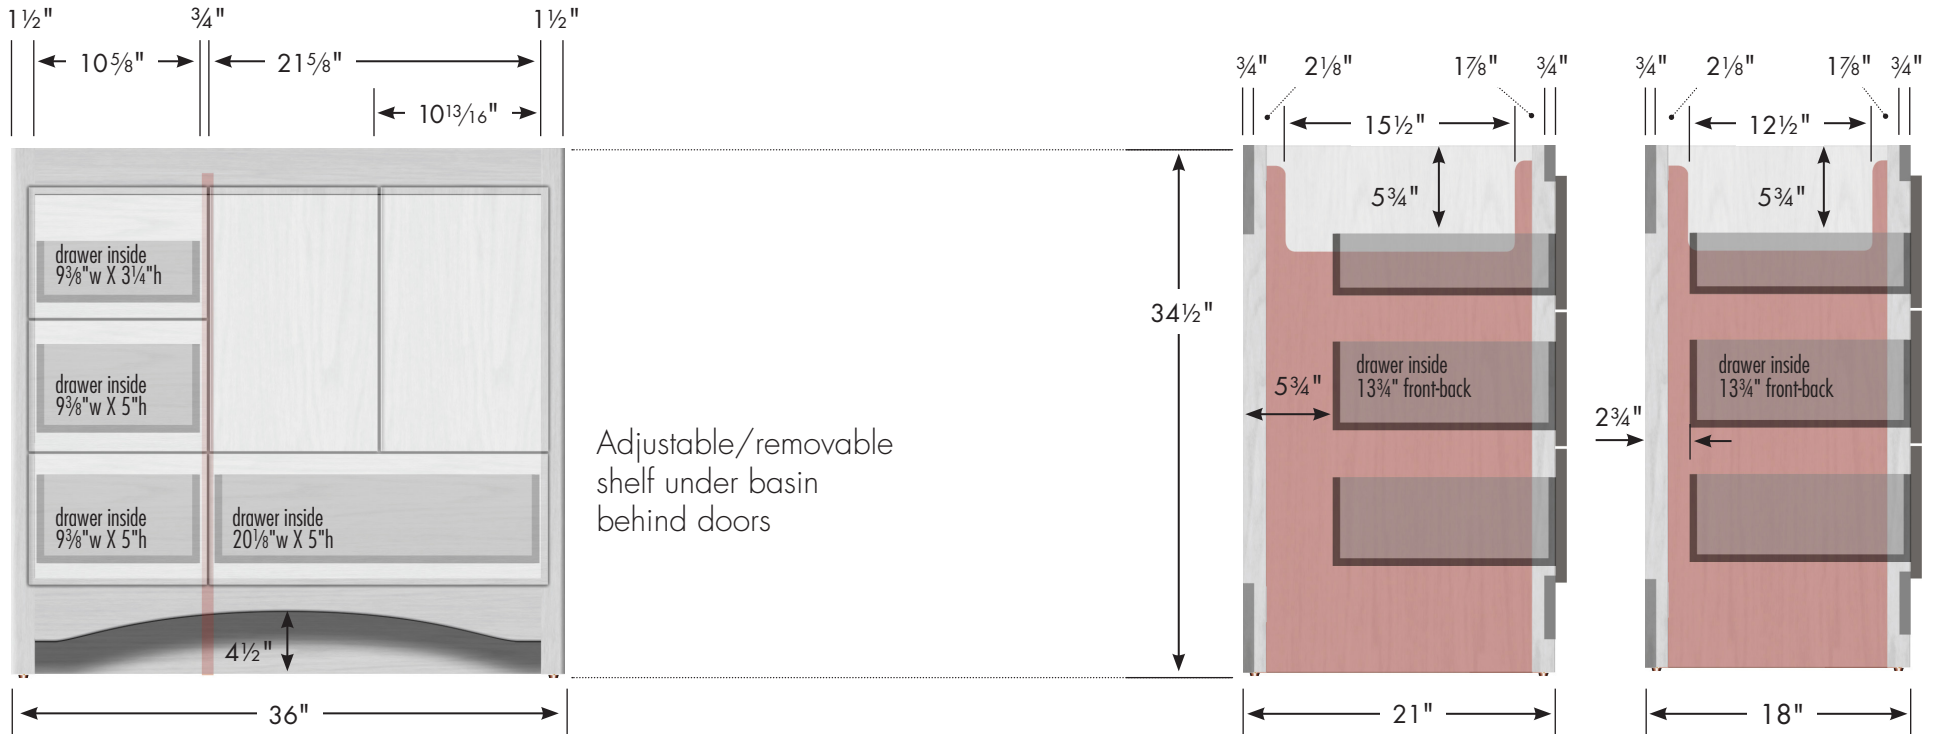 1½" ¾" 1½"
10⅝" 21⅝"
10¹³⁄₁₆"
drawer inside
9⅜"w X 3¼"h
drawer inside
9⅜"w X 5"h
drawer inside
9⅜"w X 5"h
drawer inside
20⅛"w X 5"h
4½"
36"
Adjustable/removable
shelf under basin
behind doors
34½"
¾" 2⅛" 1⅞" ¾"
15½"
5¾"
drawer inside
13¾" front-back
5¾"
21"
¾" 2⅛" 1⅞" ¾"
12½"
5¾"
drawer inside
13¾" front-back
2¾"
18"